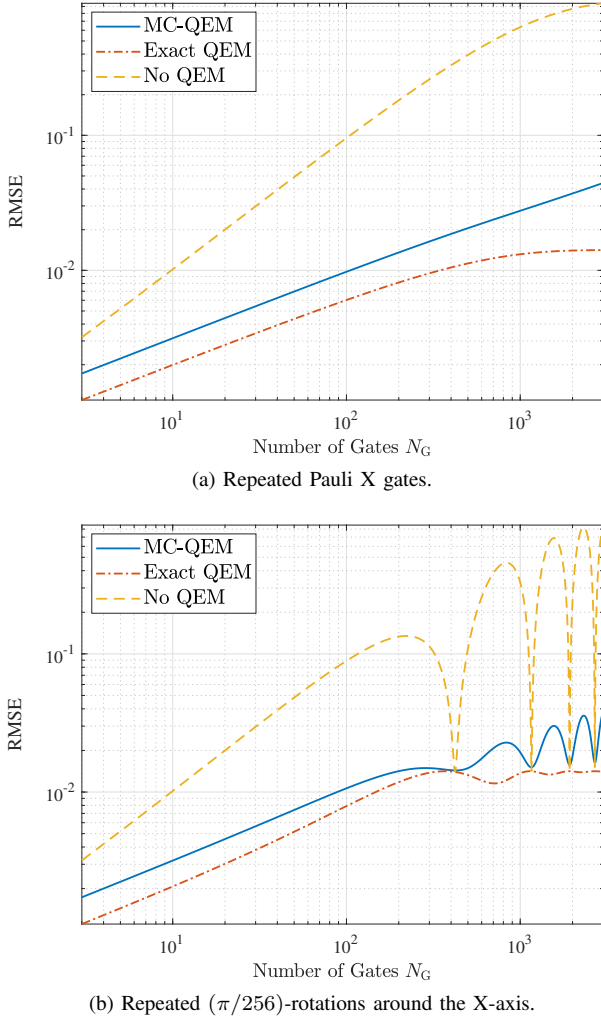 MC-QEM
Exact QEM
No QEM
10^{-1}
10^{-2}
RMSE
10^{1}
10^{2}
10^{3}
Number of Gates N_G
(a) Repeated Pauli X gates.
MC-QEM
Exact QEM
No QEM
10^{-1}
10^{-2}
RMSE
10^{1}
10^{2}
10^{3}
Number of Gates N_G
(b) Repeated (π/256)-rotations around the X-axis.